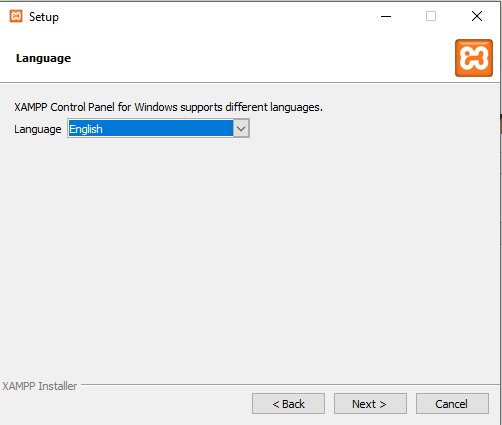 Setup
Language
XAMPP Control Panel for Windows supports different languages.
Language English
XAMPP Installer
< Back Next > Cancel